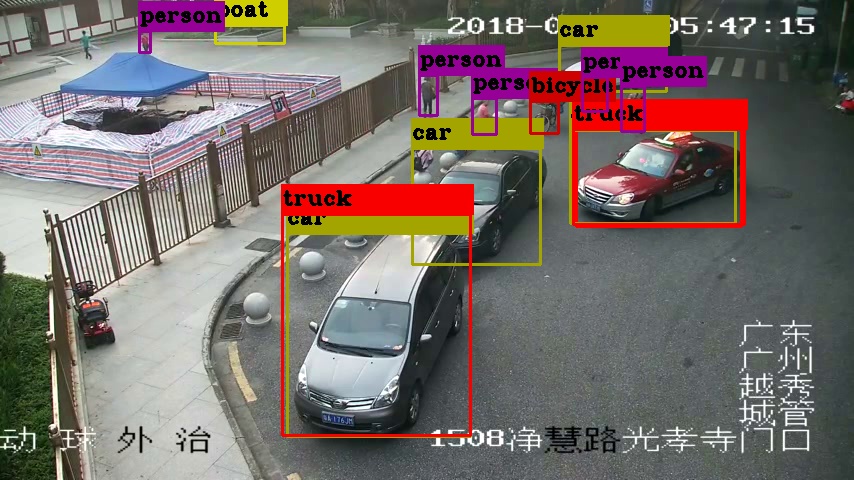 person
boat
2018-0
05:47:15
car
person
person
person
bicycle
truck
car
truck
car
广东
广州
越秀
城管
动 球 外 治
1508净慧路光孝寺门口